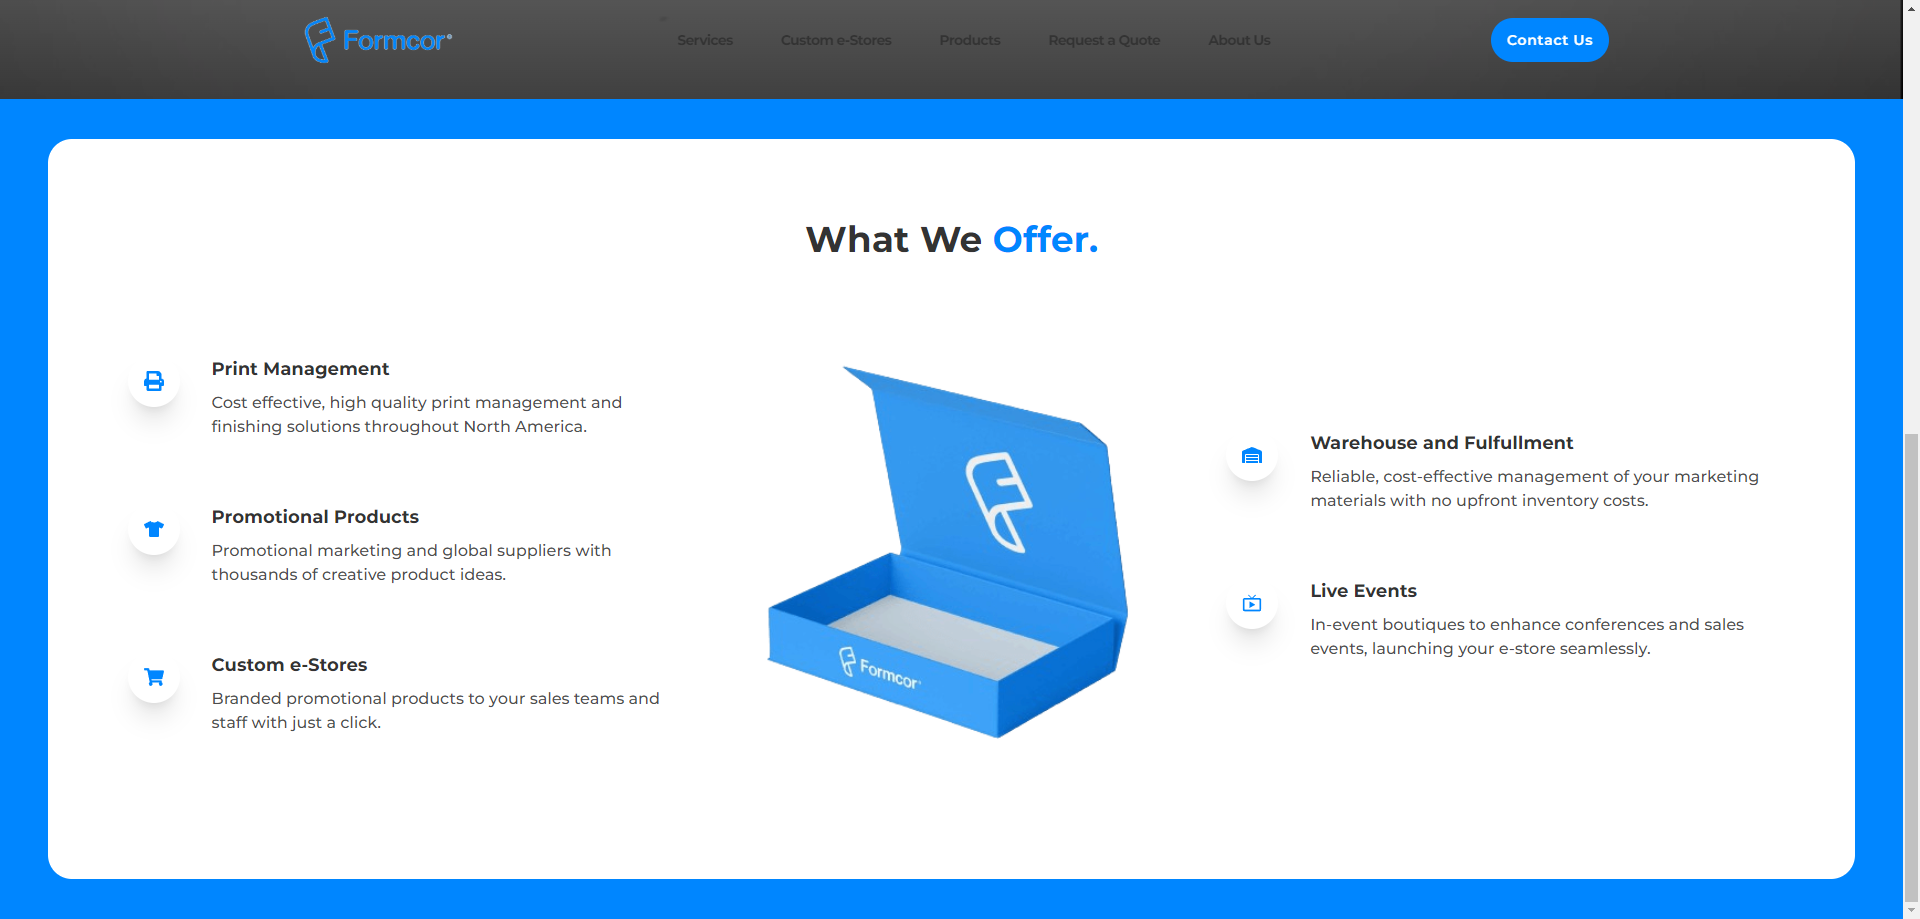 Formcor®
Services
Custom e-Stores
Products
Request a Quote
About Us
Contact Us
What We Offer.
Print Management
Cost effective, high quality print management and
finishing solutions throughout North America.
Promotional Products
Promotional marketing and global suppliers with
thousands of creative product ideas.
Custom e-Stores
Branded promotional products to your sales teams and
staff with just a click.
Formcor
Warehouse and Fulfullment
Reliable, cost-effective management of your marketing
materials with no upfront inventory costs.
Live Events
In-event boutiques to enhance conferences and sales
events, launching your e-store seamlessly.